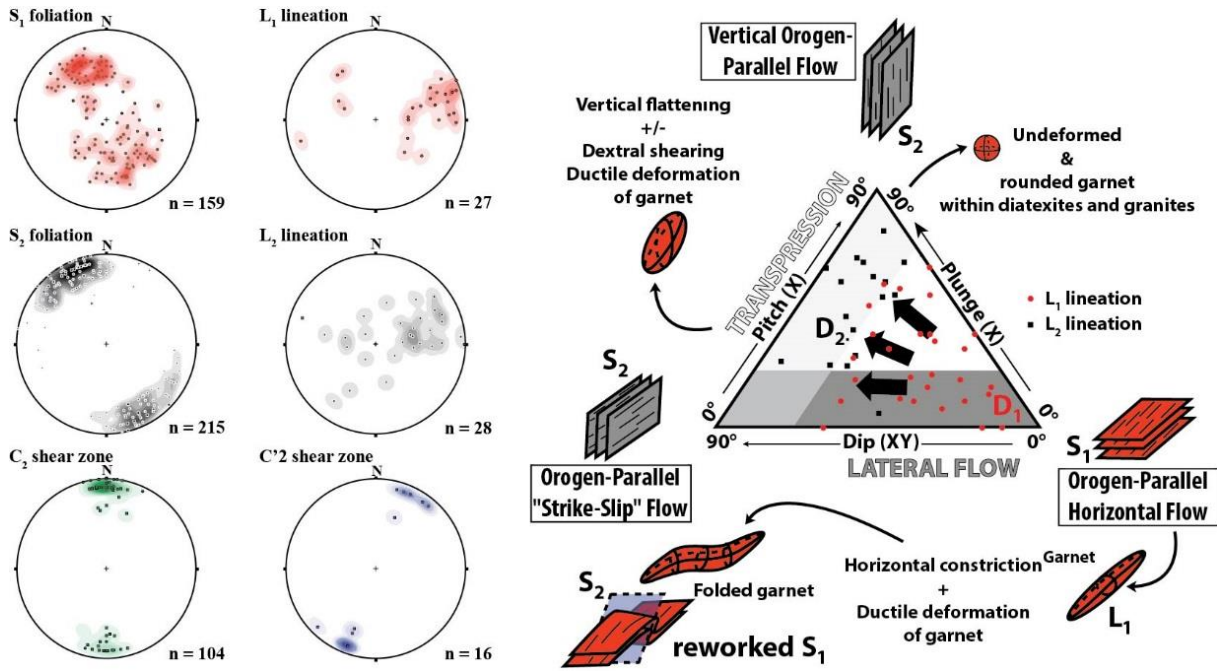 S₁ foliation
N
n = 159
L₁ lineation
N
n = 27
S₂ foliation
N
n = 215
L₂ lineation
N
n = 28
C₂ shear zone
N
n = 104
C'2 shear zone
N
n = 16
Vertical Orogen-
Parallel Flow
S₂
Vertical flattening
+/-
Dextral shearing
Ductile deformation
of garnet
Undeformed
&
rounded garnet
within diatexites and granites
TRANSPRESSION
Pitch (X)
90°
0°
90°
Plunge (X)
0°
L₁ lineation
L₂ lineation
D₂
D₁
90°
Dip (XY)
0°
LATERAL FLOW
S₂
Orogen-Parallel
"Strike-Slip" Flow
S₁
Orogen-Parallel
Horizontal Flow
Garnet
L₁
Horizontal constriction
+
Ductile deformation
of garnet
Folded garnet
S₂
reworked S₁